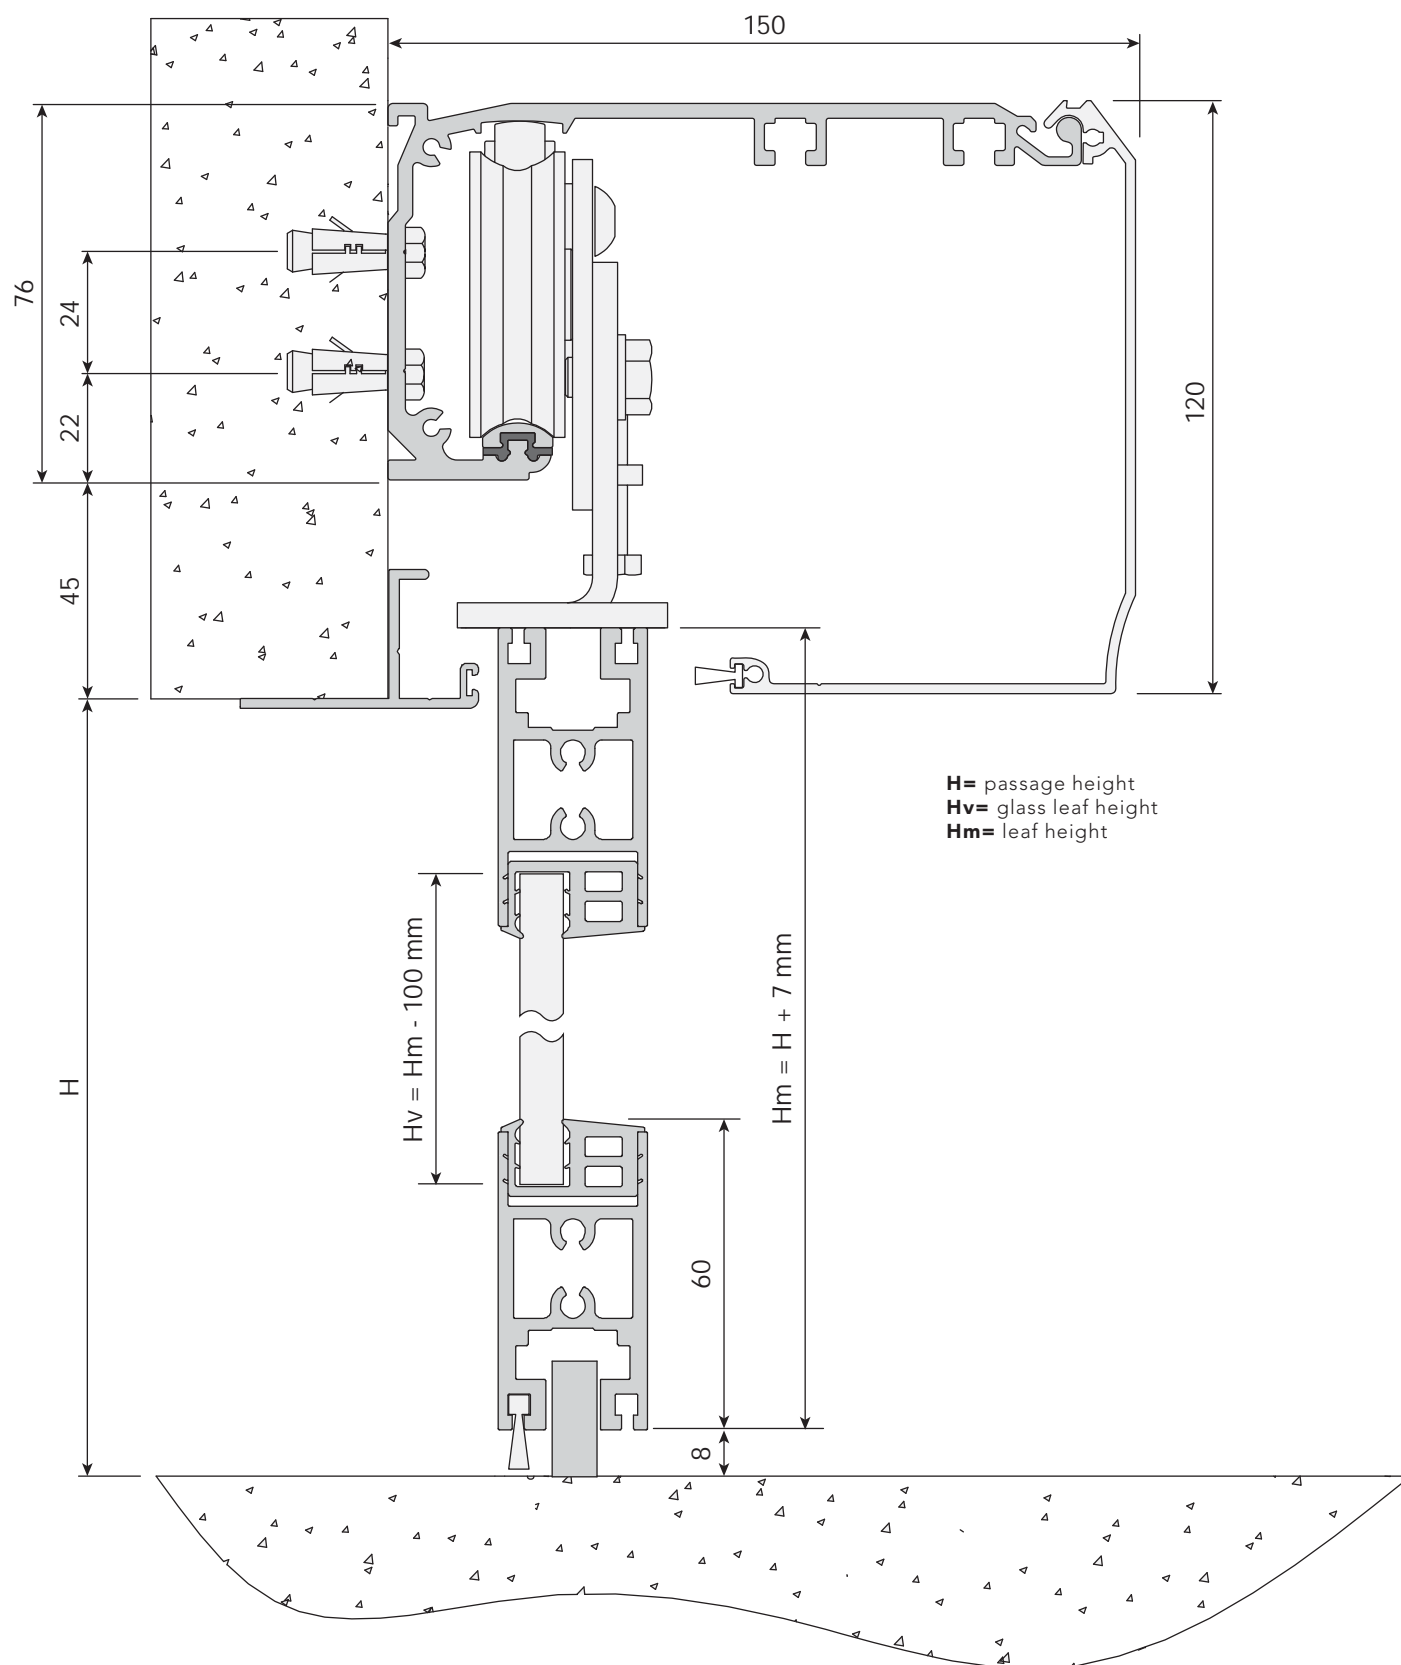 150
76
24
22
45
120
H= passage height
Hv= glass leaf height
Hm= leaf height
Hv = Hm - 100 mm
Hm = H + 7 mm
H
60
8